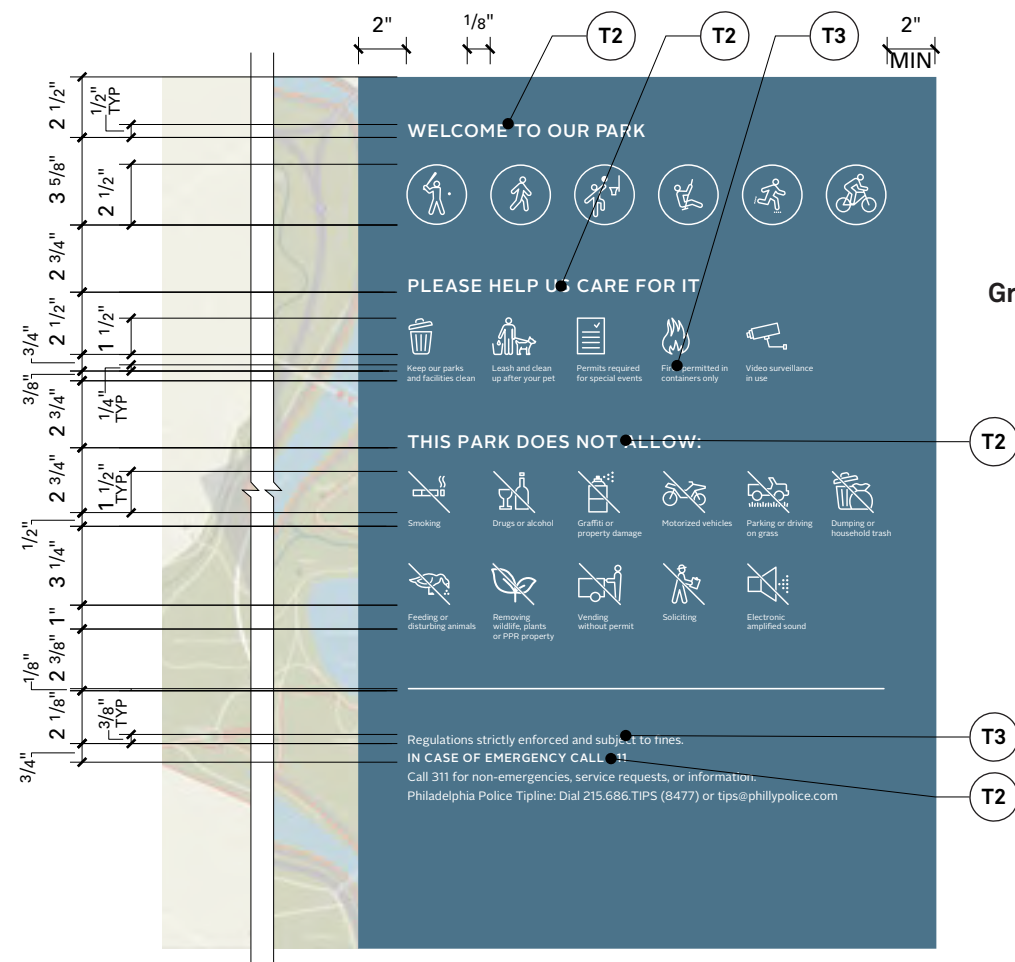 2"
1/8"
T2
T2
T3
2"
MIN
2 1/2"
1/2"
TYP
3 5/8"
2 1/2"
2 3/4"
2 1/2"
1 1/2"
3/4"
3/8"
1/4"
TYP
2 3/4"
2 3/4"
1 1/2"
TYP
1/2"
3 1/4"
1"
2 3/8"
1/8"
2 1/8"
3/8"
TYP
3/4"
WELCOME TO OUR PARK
PLEASE HELP US CARE FOR IT
Gr
Keep our parks
and facilities clean
Leash and clean
up after your pet
Permits required
for special events
Fires permitted in
containers only
Video surveillance
in use
THIS PARK DOES NOT ALLOW:
T2
Smoking
Drugs or alcohol
Graffiti or
property damage
Motorized vehicles
Parking or driving
on grass
Dumping or
household trash
Feeding or
disturbing animals
Removing
wildlife, plants
or PPR property
Vending
without permit
Soliciting
Electronic
amplified sound
Regulations strictly enforced and subject to fines.
T3
IN CASE OF EMERGENCY CALL 911
Call 311 for non-emergencies, service requests, or information.
Philadelphia Police Tipline: Dial 215.686.TIPS (8477) or tips@phillypolice.com
T2